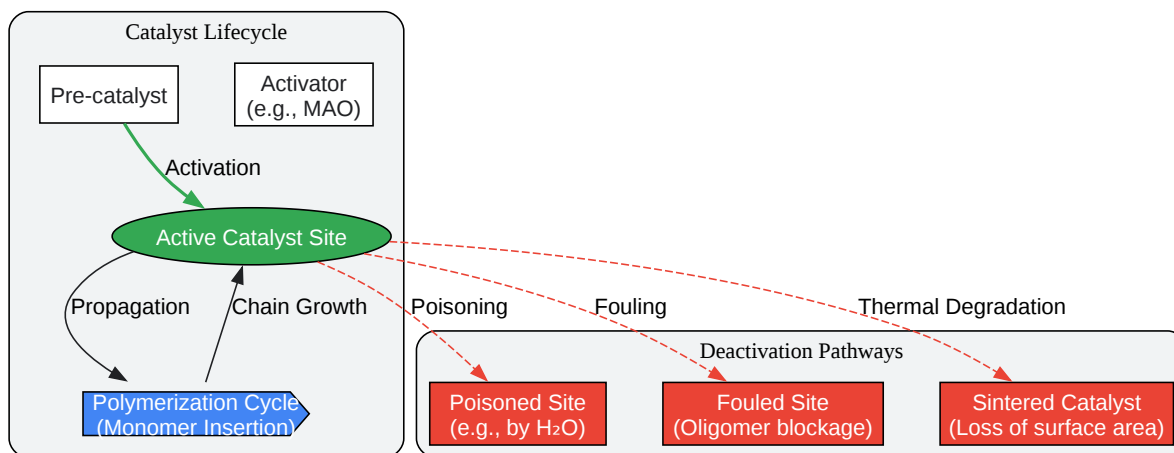 Catalyst Lifecycle
Pre-catalyst
Activator
(e.g., MAO)
Activation
Active Catalyst Site
Propagation
Chain Growth
Poisoning
Fouling
Thermal Degradation
Deactivation Pathways
Polymerization Cycle
(Monomer Insertion)
Poisoned Site
(e.g., by H₂O)
Fouled Site
(Oligomer blockage)
Sintered Catalyst
(Loss of surface area)